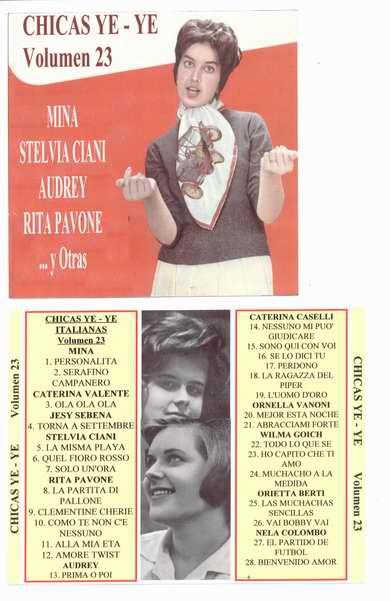 CHICAS YE - YE
Volumen 23
MINA
STELVIA CIANI
AUDREY
RITA PAVONE
... y Otras
CHICAS YE - YE Volumen 23
CHICAS YE - YE
ITALIANAS
Volumen 23
MINA
1. PERSONALITA
2. SERAFINO
CAMPANERO
CATERINA VALENTE
3. OLA OLA OLA
JESY SEBENA
4. TORNA A SETTEMBRE
STELVIA CIANI
5. LA MISMA PLAYA
6. QUEL FIORO ROSSO
7. SOLO UN'ORA
RITA PAVONE
8. LA PARTITA DI
PALLONE
9. CLEMENTINE CHERIE
10. COMO TE NON C'E
NESSUNO
11. ALLA MIA ETA
12. AMORE TWIST
AUDREY
13. PRIMA O POI
CATERINA CASELLI
14. NESSUNO MI PUO'
GIUDICARE
15. SONO QUI CON VOI
16. SE LO DICI TU
17. PERDONO
18. LA RAGAZZA DEL
PIPER
19. L'UOMO D'ORO
ORNELLA VANONI
20. MEJOR ESTA NOCHE
21. ABRACCIAMI FORTE
WILMA GOICH
22. TODO LO QUE SE
23. HO CAPITO CHE TI
AMO
24. MUCHACHO A LA
MEDIDA
ORIETTA BERTI
25. LAS MUCHACHAS
SENCILLAS
26. VAI BOBBY VAI
NELA COLOMBO
27. EL PARTIDO DE
FUTBOL
28. BIENVENIDO AMOR
CHICAS YE - YE Volumen 23